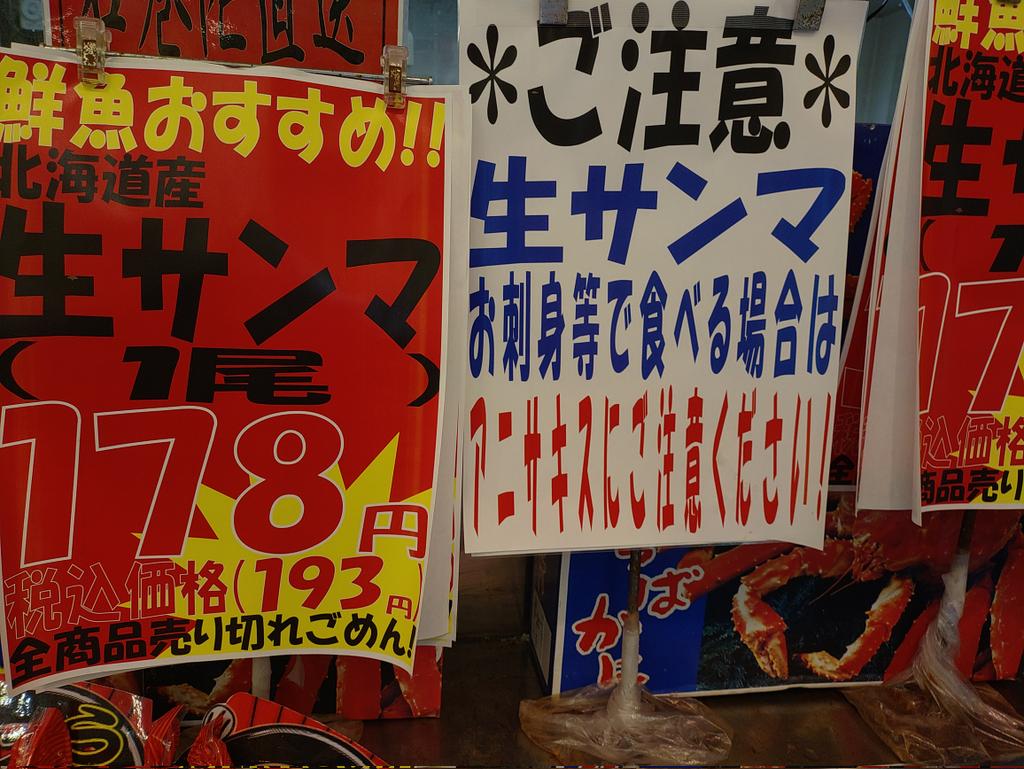 鮮魚おすすめ!!
北海道産
生サンマ
(1尾)
178円
税込価格(193円)
全商品売り切れごめん!
*ご注意*
生サンマ
お刺身等で食べる場合は
アニサキスにご注意ください!
鮮魚
北海道
生サ
(1
17
税込価格
商品売り